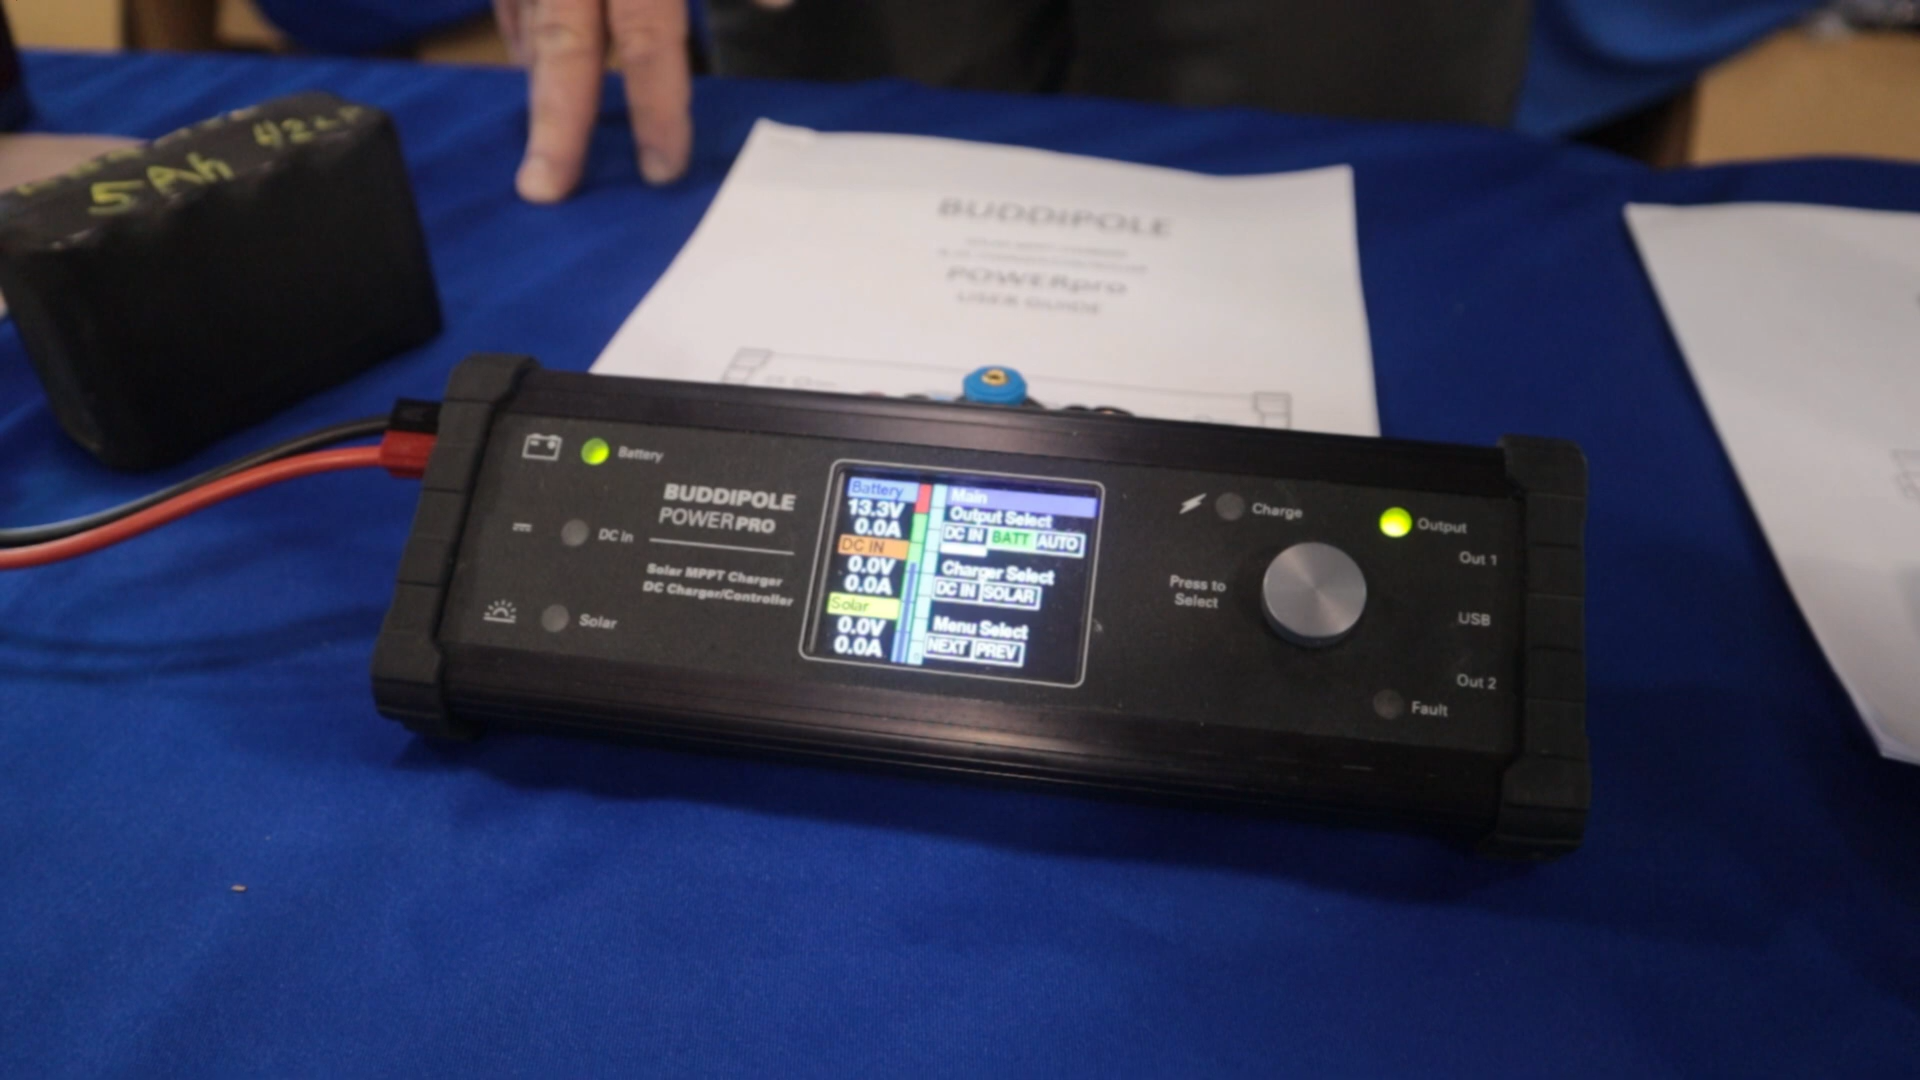 5Ah
BUDDIPOLE
POWERpro
USER GUIDE
Battery
DC In
Solar
BUDDIPOLE
POWERPRO
Solar MPPT Charger
DC Charger/Controller
Battery
13.3V
0.0A
DC IN
0.0V
0.0A
Solar
0.0V
0.0A
Main
Output Select
DC IN BATT AUTO
Charger Select
DC IN SOLAR
Menu Select
NEXT PREV
Charge
Press to
Select
Output
Out 1
USB
Out 2
Fault